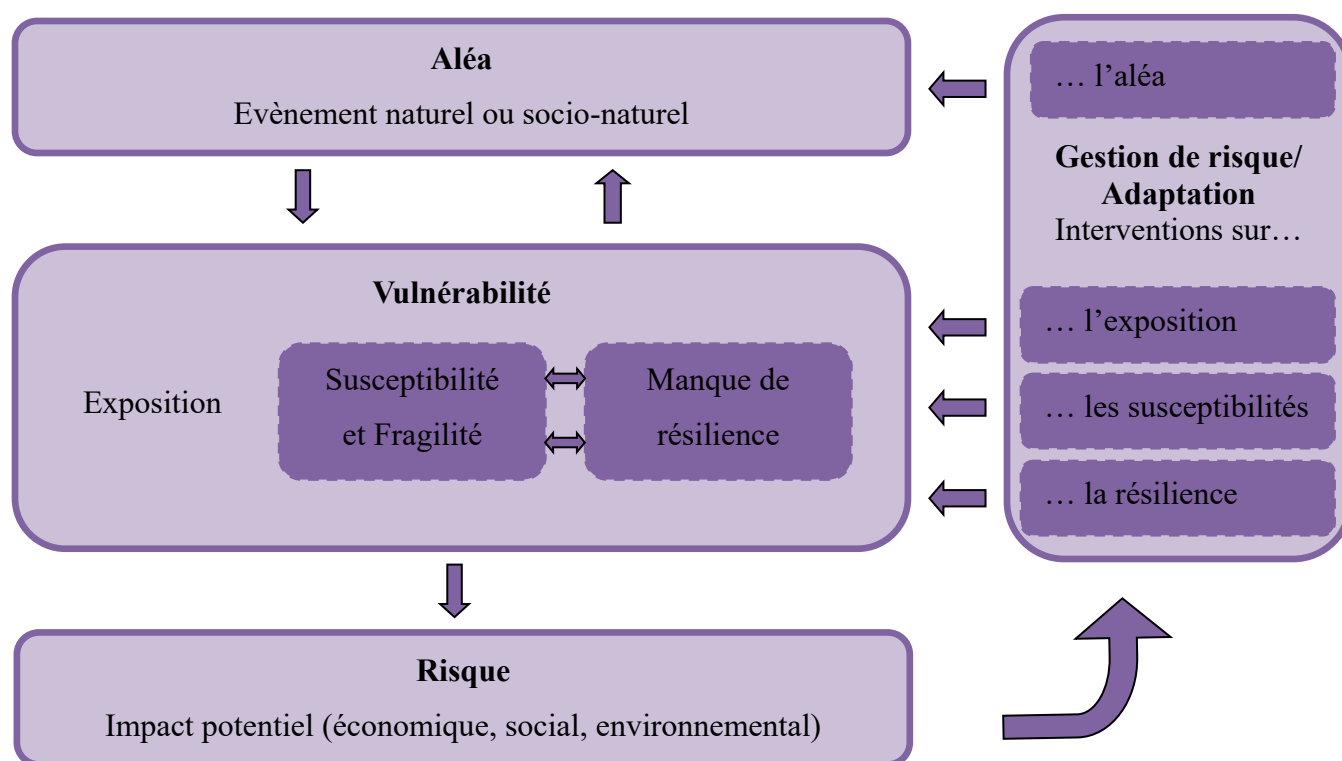 Aléa
Evènement naturel ou socio-naturel
Vulnérabilité
Exposition
Susceptibilité
et Fragilité
Manque de
résilience
Risque
Impact potentiel (économique, social, environnemental)
… l’aléa
Gestion de risque/
Adaptation
Interventions sur…
… l’exposition
… les susceptibilités
… la résilience